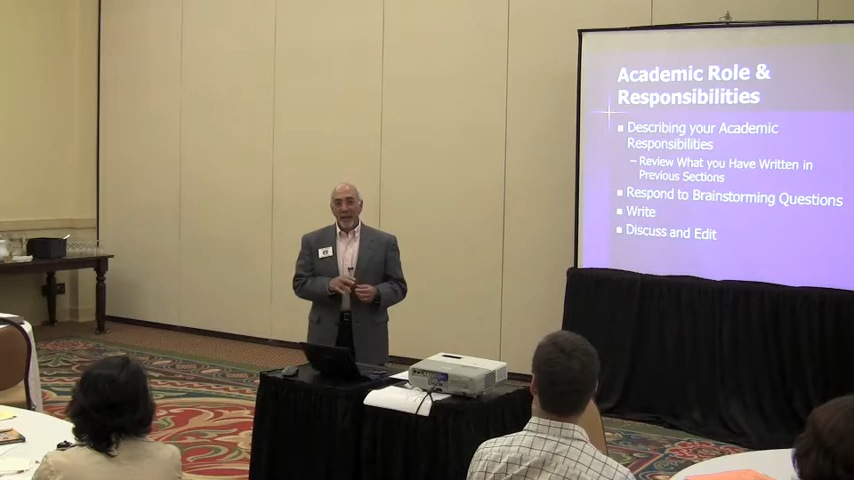 Academic Role &
Responsibilities
Describing your Academic
Responsibilities
– Review What you Have Written in
Previous Sections
Respond to Brainstorming Questions
Write
Discuss and Edit